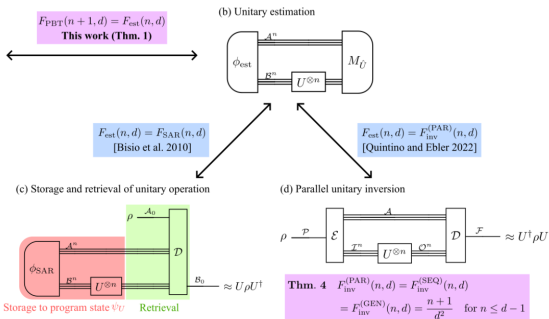 F_PBT(n + 1, d) = F_est(n, d)
This work (Thm. 1)
(b) Unitary estimation
𝒜^n
ϕ_est
M_Û
ℬ^n
U^{⊗n}
F_est(n, d) = F_SAR(n, d)
[Bisio et al. 2010]
F_est(n, d) = F_inv^(PAR)(n, d)
[Quintino and Ebler 2022]
(c) Storage and retrieval of unitary operation
ρ
𝒜_0
𝒜^n
𝒟
ϕ_SAR
ℬ^n
U^{⊗n}
ℬ_0
≈ UρU^†
Storage to program state ψ_U
Retrieval
(d) Parallel unitary inversion
𝒜
ρ
𝒫
ℰ
𝒟
ℱ
≈ U^†ρU
ℐ^n
U^{⊗n}
𝒪^n
Thm. 4 F_inv^(PAR)(n, d) = F_inv^(SEQ)(n, d)
= F_inv^(GEN)(n, d) = (n + 1)/d^2 for n ≤ d − 1